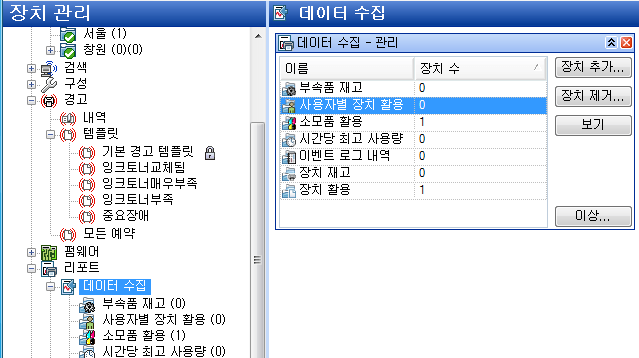 장치 관리
서울 (1)
창원 (0)(0)
검색
구성
경고
내역
템플릿
기본 경고 템플릿
잉크토너교체필
잉크토너매우부족
잉크토너부족
중요장애
모든 예약
펌웨어
리포트
데이터 수집
부속품 재고 (0)
사용자별 장치 활용 (0)
소모품 활용 (1)
시간당 최고 사용량 (0)
데이터 수집
데이터 수집 - 관리
이름 장치 수
부속품 재고 0
사용자별 장치 활용 0
소모품 활용 1
시간당 최고 사용량 0
이벤트 로그 내역 0
장치 재고 0
장치 활용 1
장치 추가...
장치 제거...
보기
이상...